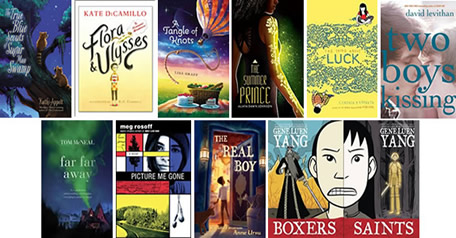 The
True
Blue
Scouts of
Sugar
Man
Swamp
Kathi Appelt
KATE DiCAMILLO
Flora
& Ulysses
A
Tangle of
Knots
LISA GRAFF
THE
SUMMER
PRINCE
ALAYA DAWN JOHNSON
LUCK
CYNTHIA KADOHATA
david levithan
two
boys
kissing
TOM McNEAL
far far
away
meg rosoff
PICTURE ME GONE
THE
REAL
BOY
Anne Ursu
GENE LUEN
YANG
BOXERS
GENE LUEN
YANG
SAINTS